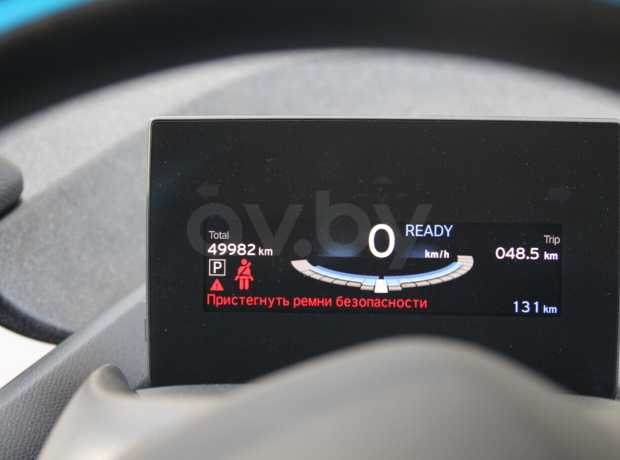 av.by
READY
Total
0
Trip
49982 km
km/h
048.5 km
P
Пристегнуть ремни безопасности
131 km